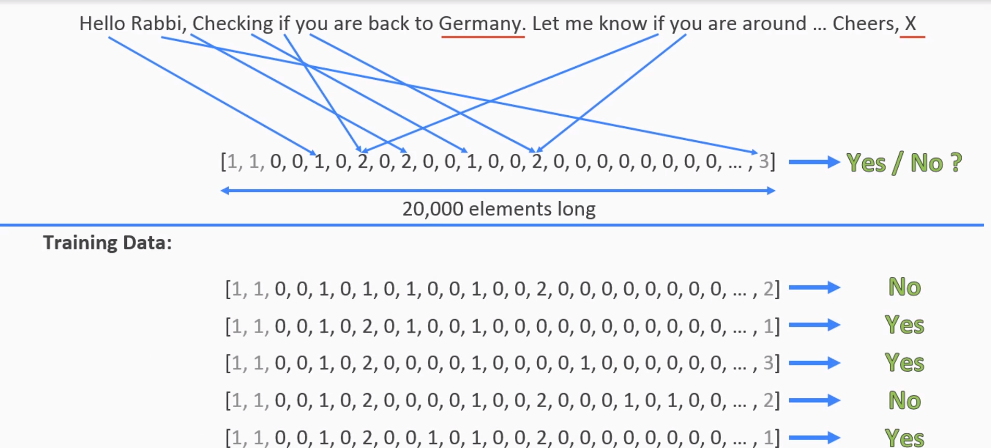 Hello Rabbi, Checking if you are back to Germany. Let me know if you are around ... Cheers, X
[1, 1, 0, 0, 1, 0, 2, 0, 2, 0, 0, 1, 0, 0, 2, 0, 0, 0, 0, 0, 0, 0, 0, ... , 3] Yes / No ?
20,000 elements long
Training Data:
[1, 1, 0, 0, 1, 0, 1, 0, 1, 0, 0, 1, 0, 0, 2, 0, 0, 0, 0, 0, 0, 0, 0, ... , 2] No
[1, 1, 0, 0, 1, 0, 2, 0, 1, 0, 0, 1, 0, 0, 0, 0, 0, 0, 0, 0, 0, 0, 0, ... , 1] Yes
[1, 1, 0, 0, 1, 0, 2, 0, 0, 0, 0, 1, 0, 0, 0, 0, 1, 0, 0, 0, 0, 0, 0, ... , 3] Yes
[1, 1, 0, 0, 1, 0, 2, 0, 0, 0, 0, 1, 0, 0, 2, 0, 0, 0, 1, 0, 1, 0, 0, ... , 2] No
[1, 1, 0, 0, 1, 0, 2, 0, 0, 1, 0, 1, 0, 0, 2, 0, 0, 0, 0, 0, 0, 0, 0, ... , 1] Yes